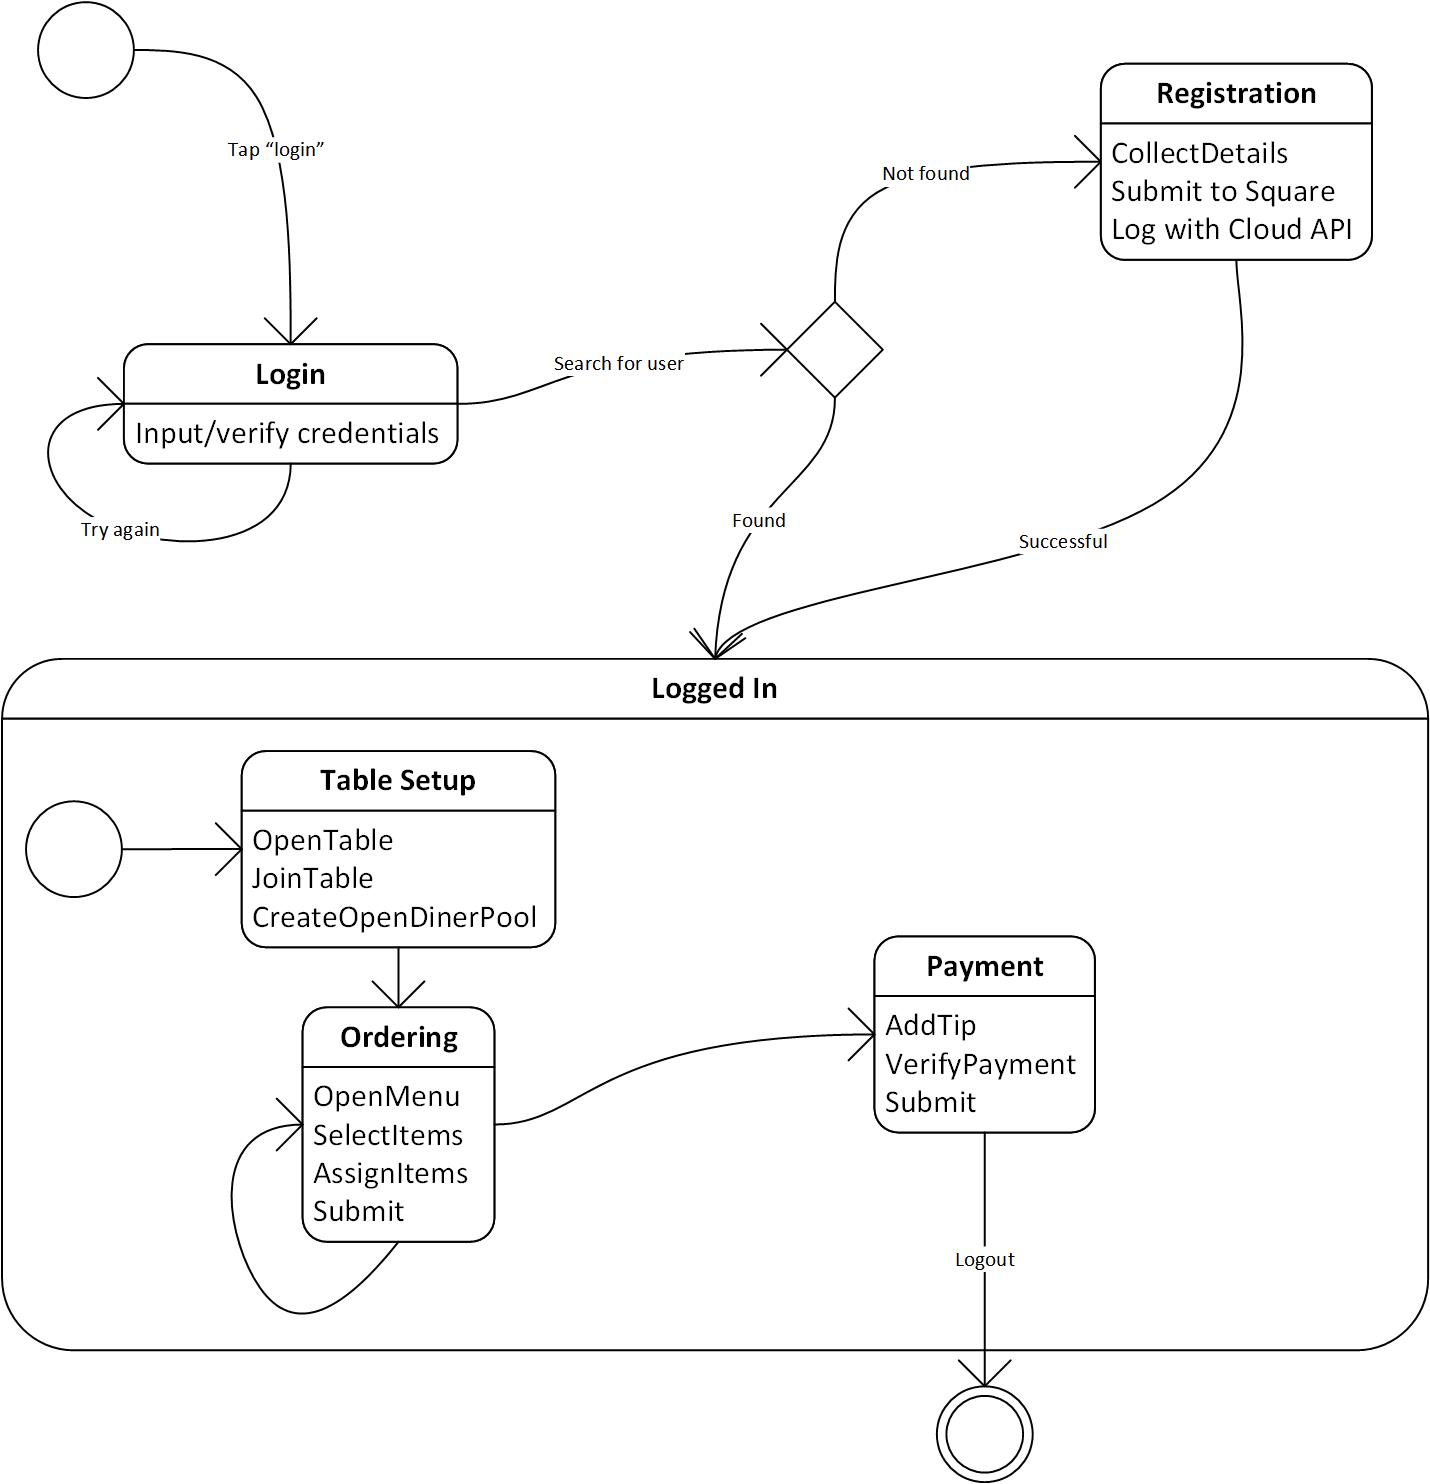 Tap “login”
Not found
Registration
CollectDetails
Submit to Square
Log with Cloud API
Login
Input/verify credentials
Search for user
Try again
Found
Successful
Logged In
Table Setup
OpenTable
JoinTable
CreateOpenDinerPool
Ordering
OpenMenu
SelectItems
AssignItems
Submit
Payment
AddTip
VerifyPayment
Submit
Logout